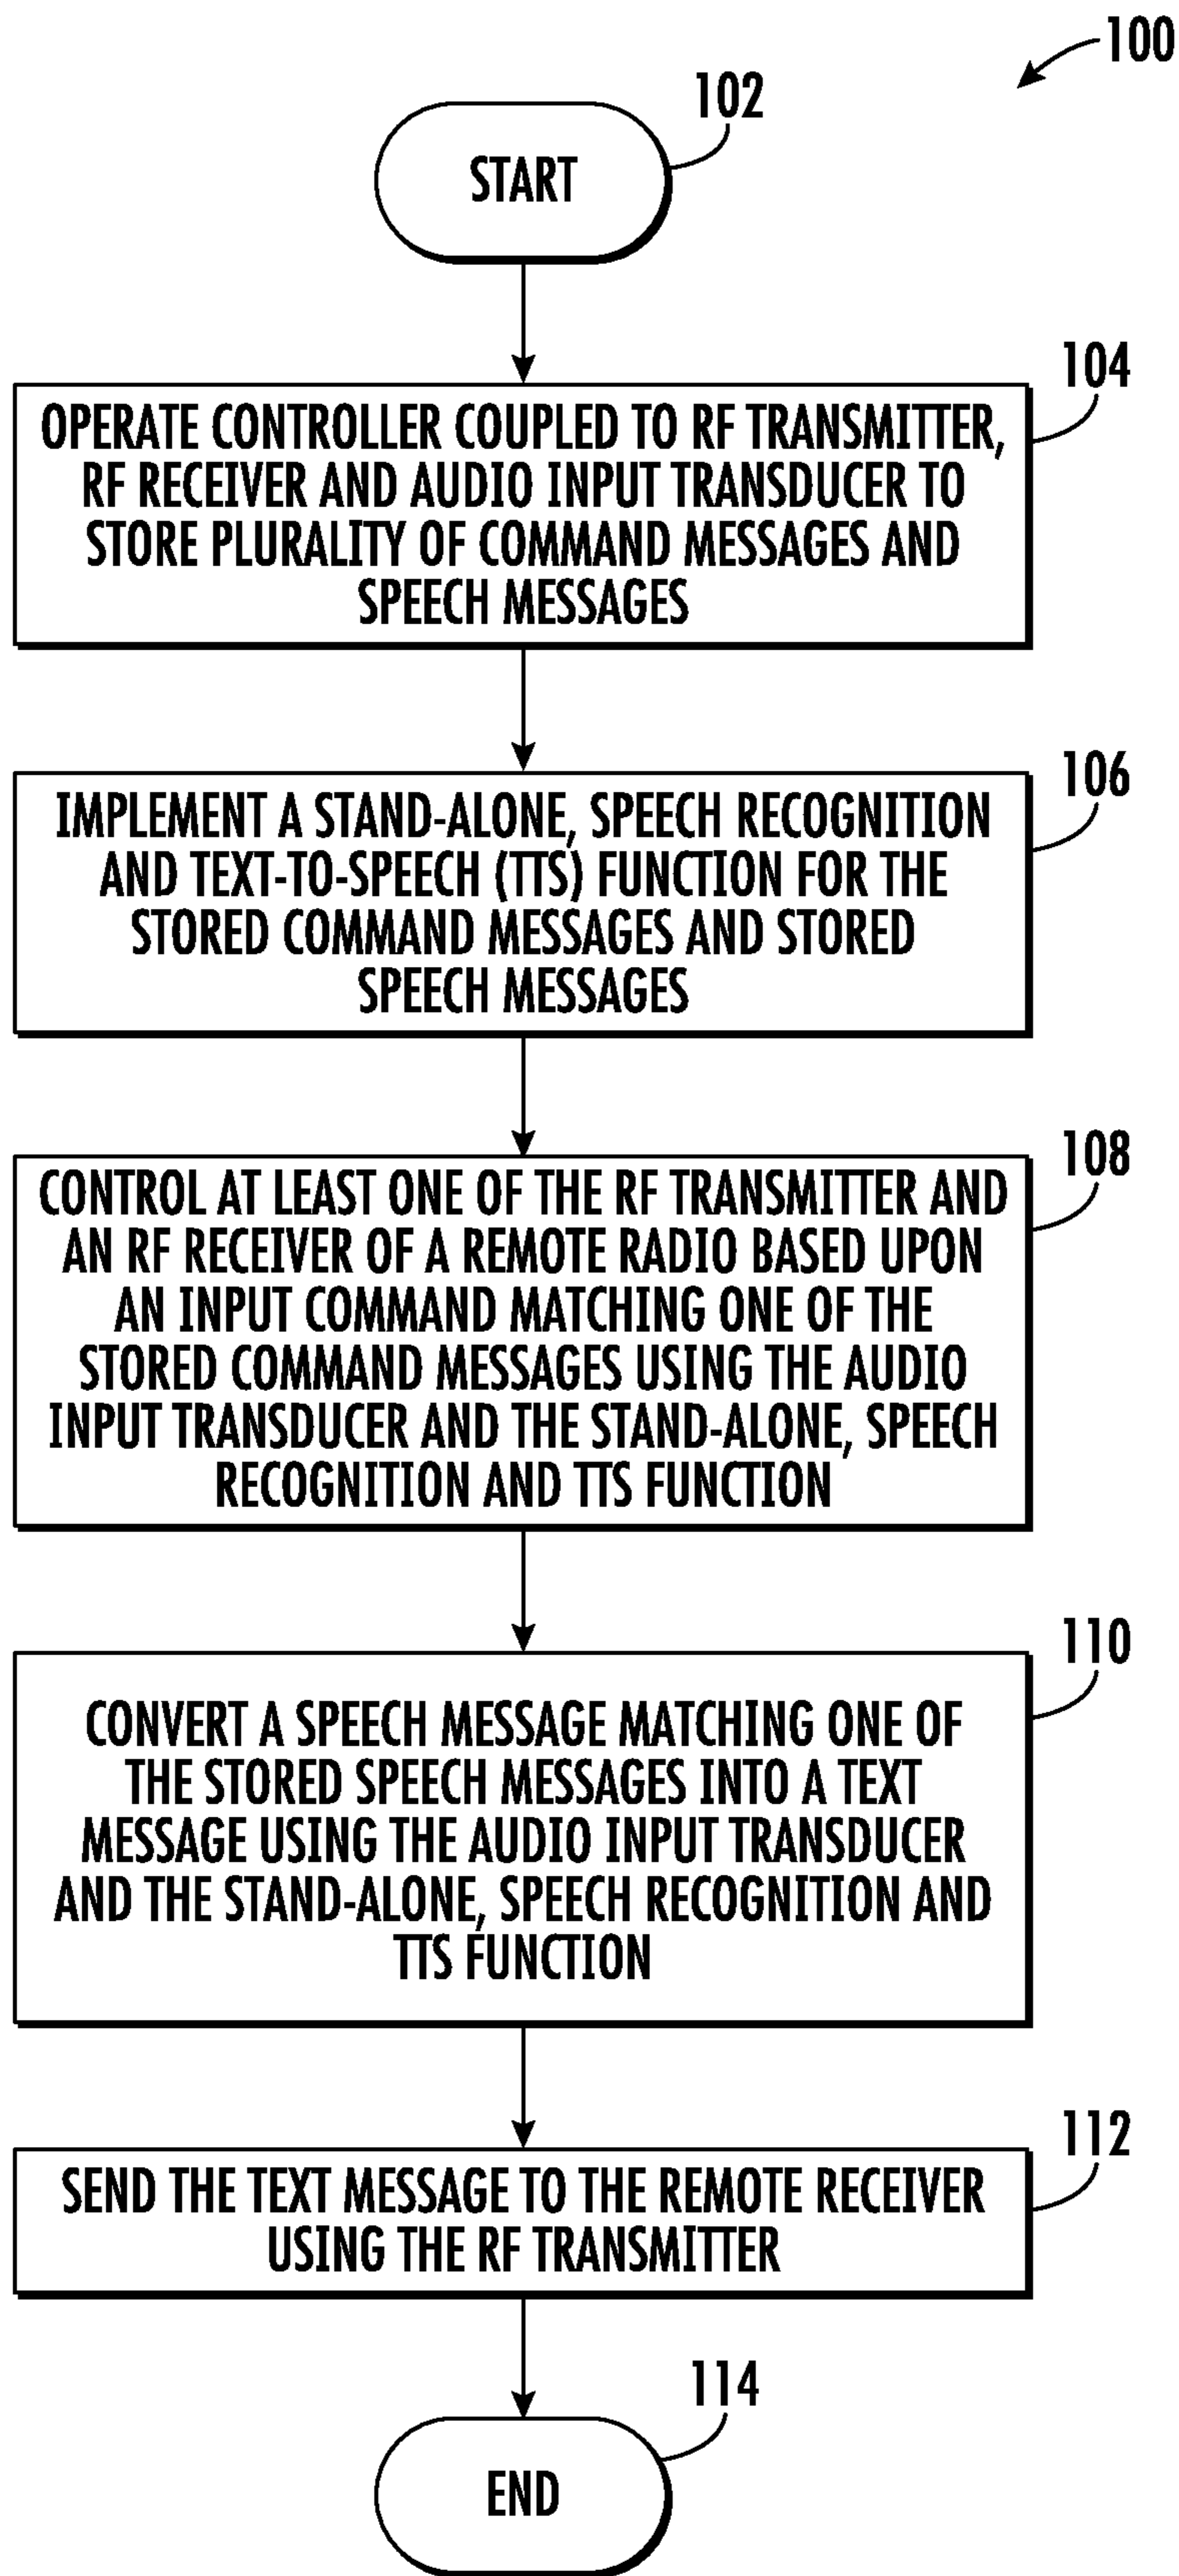 100
102
START
104
OPERATE CONTROLLER COUPLED TO RF TRANSMITTER,
RF RECEIVER AND AUDIO INPUT TRANSDUCER TO
STORE PLURALITY OF COMMAND MESSAGES AND
SPEECH MESSAGES
106
IMPLEMENT A STAND-ALONE, SPEECH RECOGNITION
AND TEXT-TO-SPEECH (TTS) FUNCTION FOR THE
STORED COMMAND MESSAGES AND STORED
SPEECH MESSAGES
108
CONTROL AT LEAST ONE OF THE RF TRANSMITTER AND
AN RF RECEIVER OF A REMOTE RADIO BASED UPON
AN INPUT COMMAND MATCHING ONE OF THE
STORED COMMAND MESSAGES USING THE AUDIO
INPUT TRANSDUCER AND THE STAND-ALONE, SPEECH
RECOGNITION AND TTS FUNCTION
110
CONVERT A SPEECH MESSAGE MATCHING ONE OF
THE STORED SPEECH MESSAGES INTO A TEXT
MESSAGE USING THE AUDIO INPUT TRANSDUCER
AND THE STAND-ALONE, SPEECH RECOGNITION AND
TTS FUNCTION
112
SEND THE TEXT MESSAGE TO THE REMOTE RECEIVER
USING THE RF TRANSMITTER
114
END